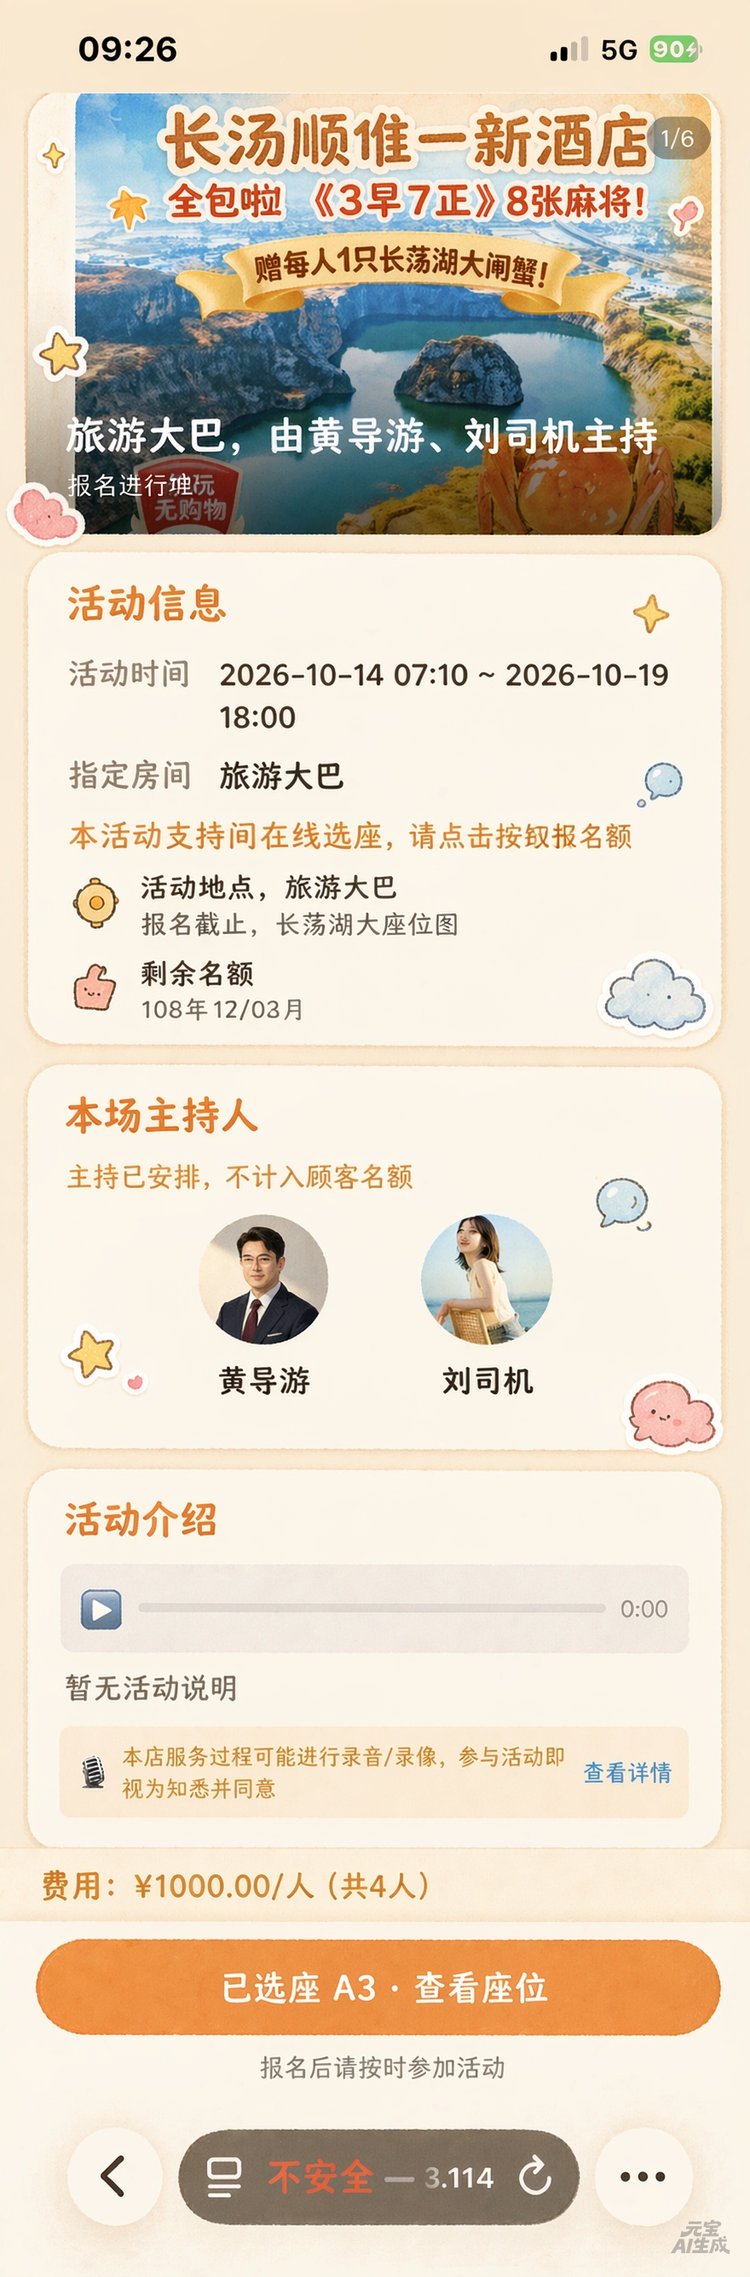 09:26
5G
90
长汤顺惟一新酒店
1/6
全包啦 《3早7正》8张麻将!
赠每人1只长荡湖大闸蟹!
旅游大巴，由黄导游、刘司机主持
报名进行堆
玩
无购物
活动信息
活动时间 2026-10-14 07:10 ~ 2026-10-19
18:00
指定房间 旅游大巴
本活动支持间在线选座，请点击按钗报名额
活动地点，旅游大巴
报名截止，长荡湖大座位图
剩余名额
108年12/03月
本场主持人
主持已安排，不计入顾客名额
黄导游 刘司机
活动介绍
0:00
暂无活动说明
本店服务过程可能进行录音/录像，参与活动即
视为知悉并同意
查看详情
费用：¥1000.00/人（共4人）
已选座 A3 · 查看座位
报名后请按时参加活动
不安全 — 3.114
元宝
AI生成